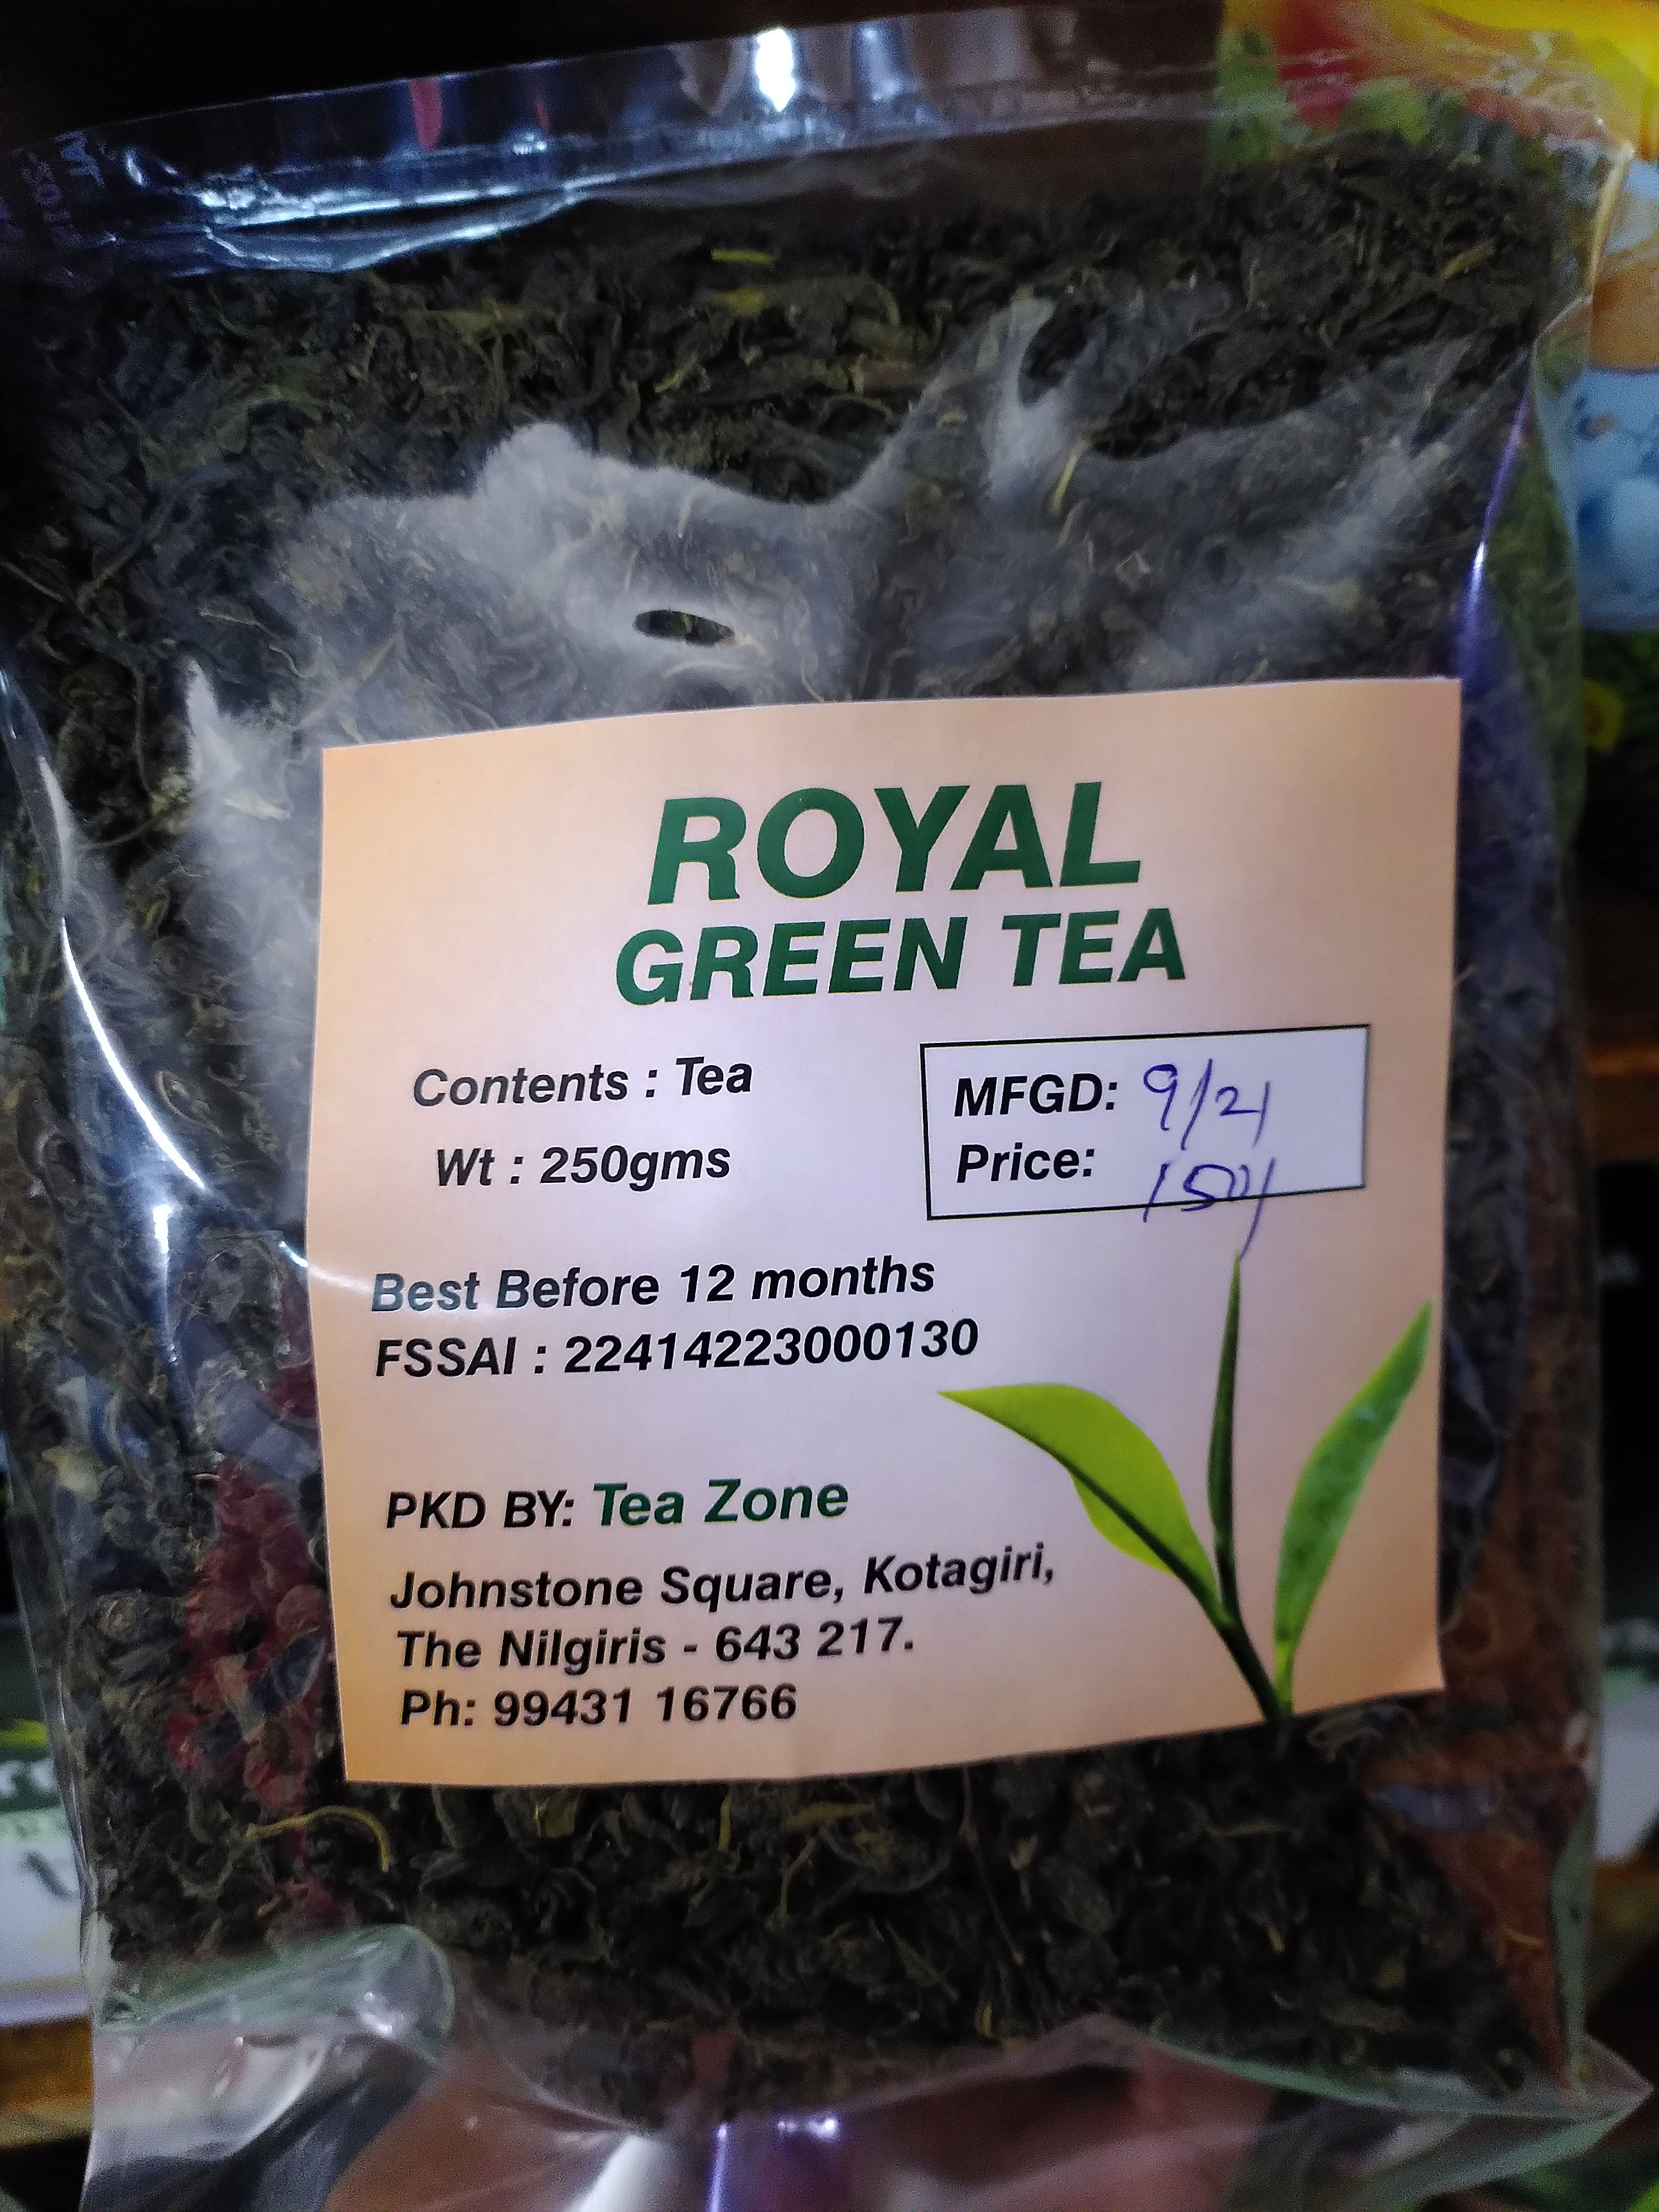 ROYAL
GREEN TEA
Contents : Tea
Wt : 250gms
MFGD: 9/21
Price: 150/
Best Before 12 months
FSSAI : 22414223000130
PKD BY: Tea Zone
Johnstone Square, Kotagiri,
The Nilgiris - 643 217.
Ph: 99431 16766